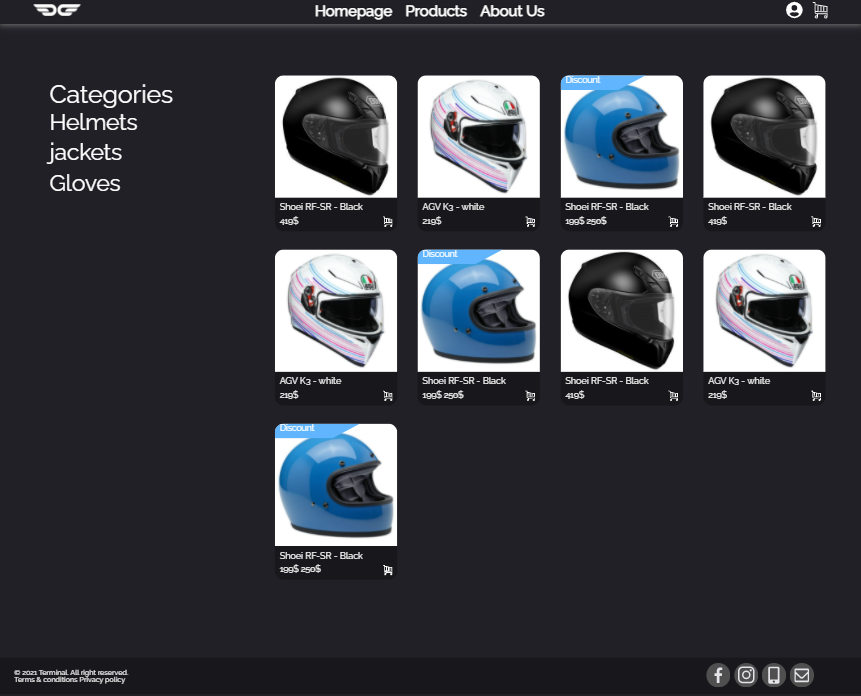 Homepage Products About Us
Categories
Helmets
jackets
Gloves
Shoei RF-SR - Black
419$
AGV K3 - white
219$
Discount
Shoei RF-SR - Black
199$ 250$
Shoei RF-SR - Black
419$
AGV K3 - white
219$
Discount
Shoei RF-SR - Black
199$ 250$
Shoei RF-SR - Black
419$
AGV K3 - white
219$
Discount
Shoei RF-SR - Black
199$ 250$
© 2021 Terminal. All right reserved.
Terms & conditions Privacy policy